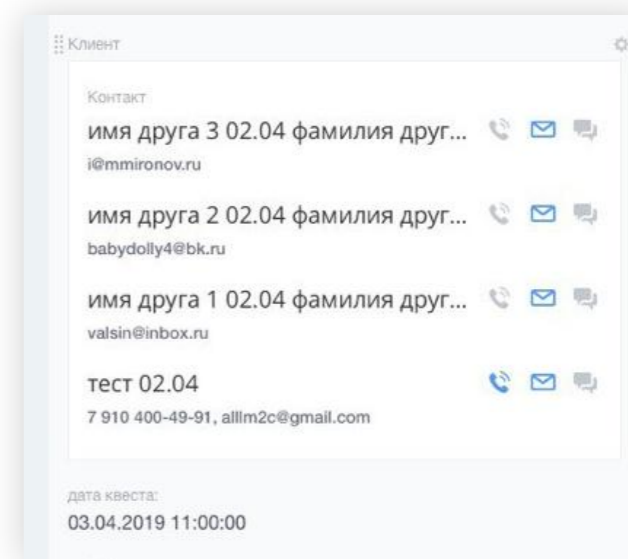 Клиент
Контакт
имя друга 3 02.04 фамилия друг...
i@mmironov.ru
имя друга 2 02.04 фамилия друг...
babydolly4@bk.ru
имя друга 1 02.04 фамилия друг...
valsin@inbox.ru
тест 02.04
7 910 400-49-91, alllm2c@gmail.com
дата квеста:
03.04.2019 11:00:00